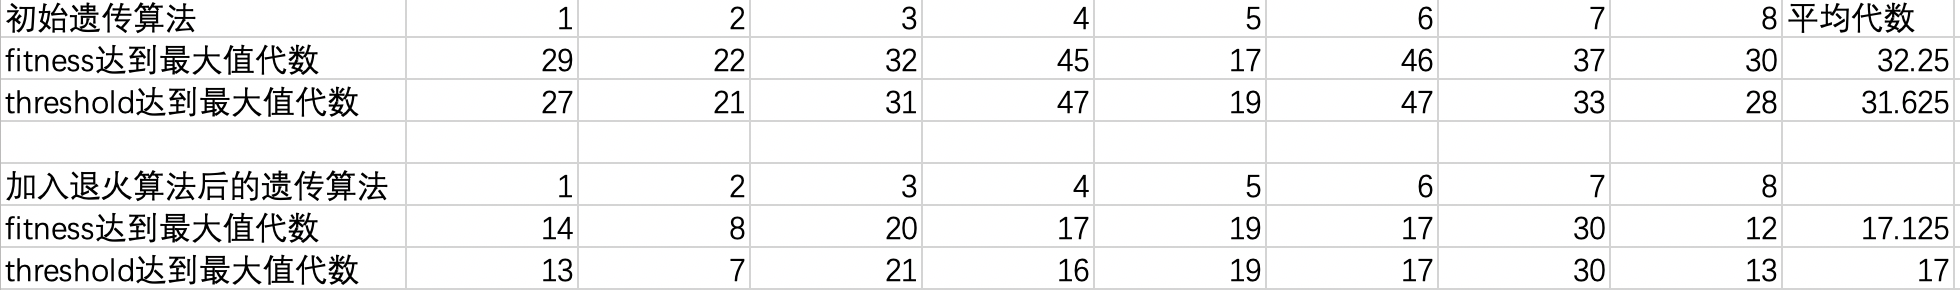 初始遗传算法 1 2 3 4 5 6 7 8 平均代数
fitness达到最大值代数 29 22 32 45 17 46 37 30 32.25
threshold达到最大值代数 27 21 31 47 19 47 33 28 31.625
加入退火算法后的遗传算法 1 2 3 4 5 6 7 8
fitness达到最大值代数 14 8 20 17 19 17 30 12 17.125
threshold达到最大值代数 13 7 21 16 19 17 30 13 17